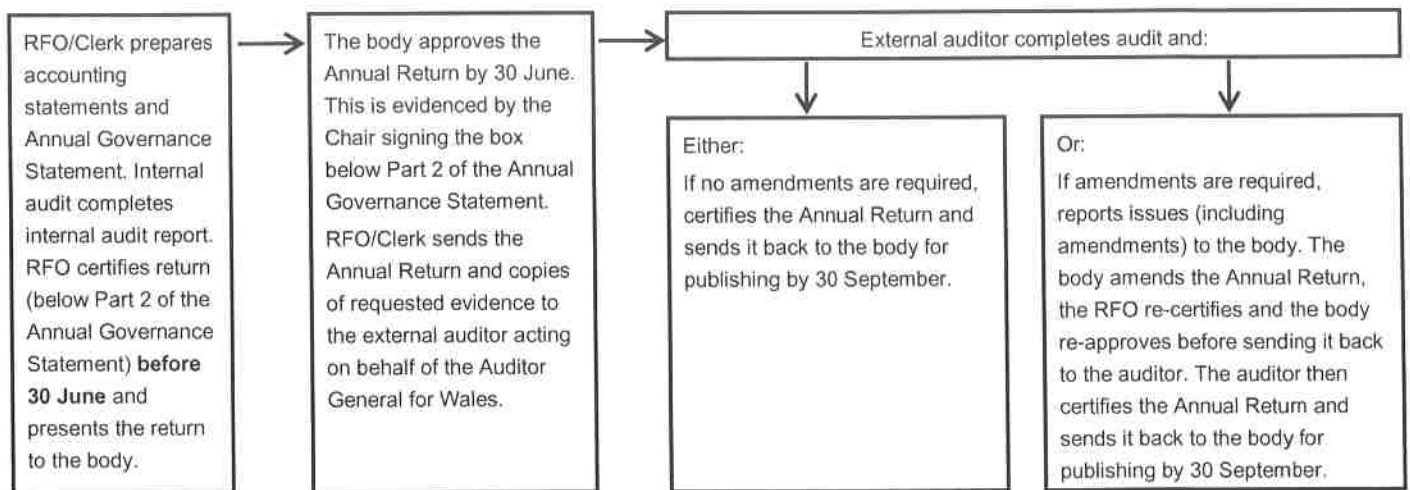 RFO/Clerk prepares
accounting
statements and
Annual Governance
Statement. Internal
audit completes
internal audit report.
RFO certifies return
(below Part 2 of the
Annual Governance
Statement) before
30 June and
presents the return
to the body.
The body approves the
Annual Return by 30 June.
This is evidenced by the
Chair signing the box
below Part 2 of the Annual
Governance Statement.
RFO/Clerk sends the
Annual Return and copies
of requested evidence to
the external auditor acting
on behalf of the Auditor
General for Wales.
External auditor completes audit and:
Either:
If no amendments are required,
certifies the Annual Return and
sends it back to the body for
publishing by 30 September.
Or:
If amendments are required,
reports issues (including
amendments) to the body. The
body amends the Annual Return,
the RFO re-certifies and the body
re-approves before sending it back
to the auditor. The auditor then
certifies the Annual Return and
sends it back to the body for
publishing by 30 September.